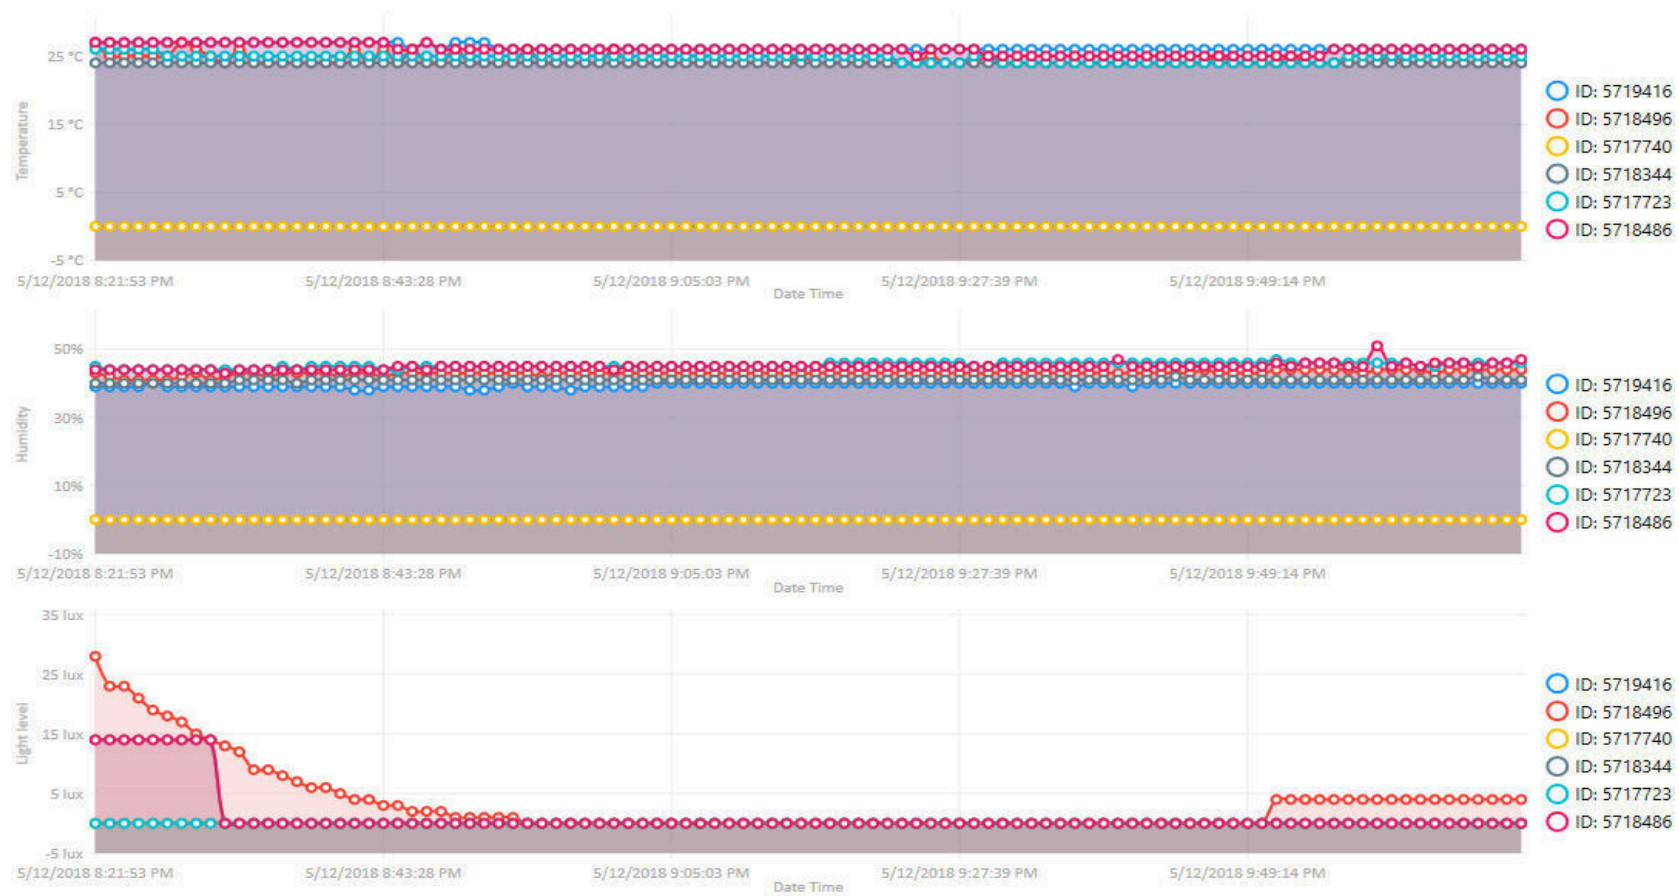 25 °C
15 °C
5 °C
-5 °C
Temperature
5/12/2018 8:21:53 PM
5/12/2018 8:43:28 PM
5/12/2018 9:05:03 PM
5/12/2018 9:27:39 PM
5/12/2018 9:49:14 PM
Date Time
ID: 5719416
ID: 5718496
ID: 5717740
ID: 5718344
ID: 5717723
ID: 5718486
50%
30%
10%
-10%
Humidity
5/12/2018 8:21:53 PM
5/12/2018 8:43:28 PM
5/12/2018 9:05:03 PM
5/12/2018 9:27:39 PM
5/12/2018 9:49:14 PM
Date Time
ID: 5719416
ID: 5718496
ID: 5717740
ID: 5718344
ID: 5717723
ID: 5718486
35 lux
25 lux
15 lux
5 lux
-5 lux
Light level
5/12/2018 8:21:53 PM
5/12/2018 8:43:28 PM
5/12/2018 9:05:03 PM
5/12/2018 9:27:39 PM
5/12/2018 9:49:14 PM
Date Time
ID: 5719416
ID: 5718496
ID: 5717740
ID: 5718344
ID: 5717723
ID: 5718486